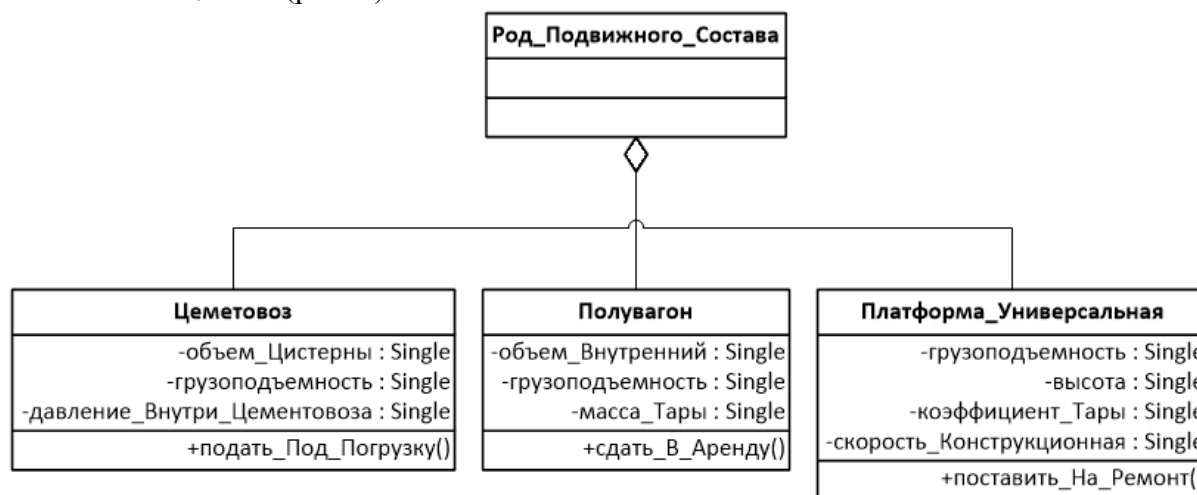 Род_Подвижного_Состава
Цеметовоз
-объем_Цистерны : Single
-грузоподъемность : Single
-давление_Внутри_Цементовоза : Single
+подать_Под_Погрузку()
Полувагон
-объем_Внутренний : Single
-грузоподъемность : Single
-масса_Тары : Single
+сдать_В_Аренду()
Платформа_Универсальная
-грузоподъемность : Single
-высота : Single
-коэффициент_Тары : Single
-скорость_Конструкционная : Single
+поставить_На_Ремонт(